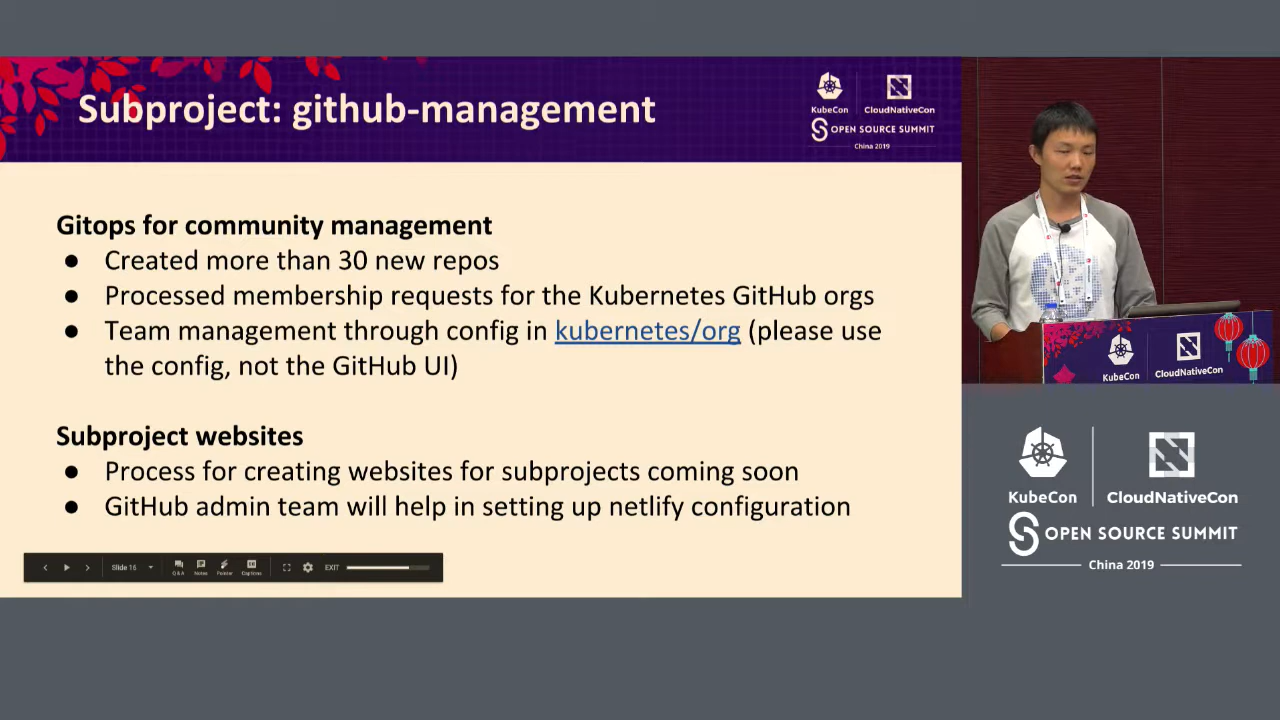 Subproject: github-management
KubeCon
CloudNativeCon
OPEN SOURCE SUMMIT
China 2019
Gitops for community management
● Created more than 30 new repos
● Processed membership requests for the Kubernetes GitHub orgs
● Team management through config in kubernetes/org (please use
the config, not the GitHub UI)
Subproject websites
● Process for creating websites for subprojects coming soon
● GitHub admin team will help in setting up netlify configuration
Slide 16
Q & A
Notes
Pointer
Captions
EXIT
KubeCon
CloudNativeCon
KubeCon
CloudNativeCon
OPEN SOURCE SUMMIT
China 2019